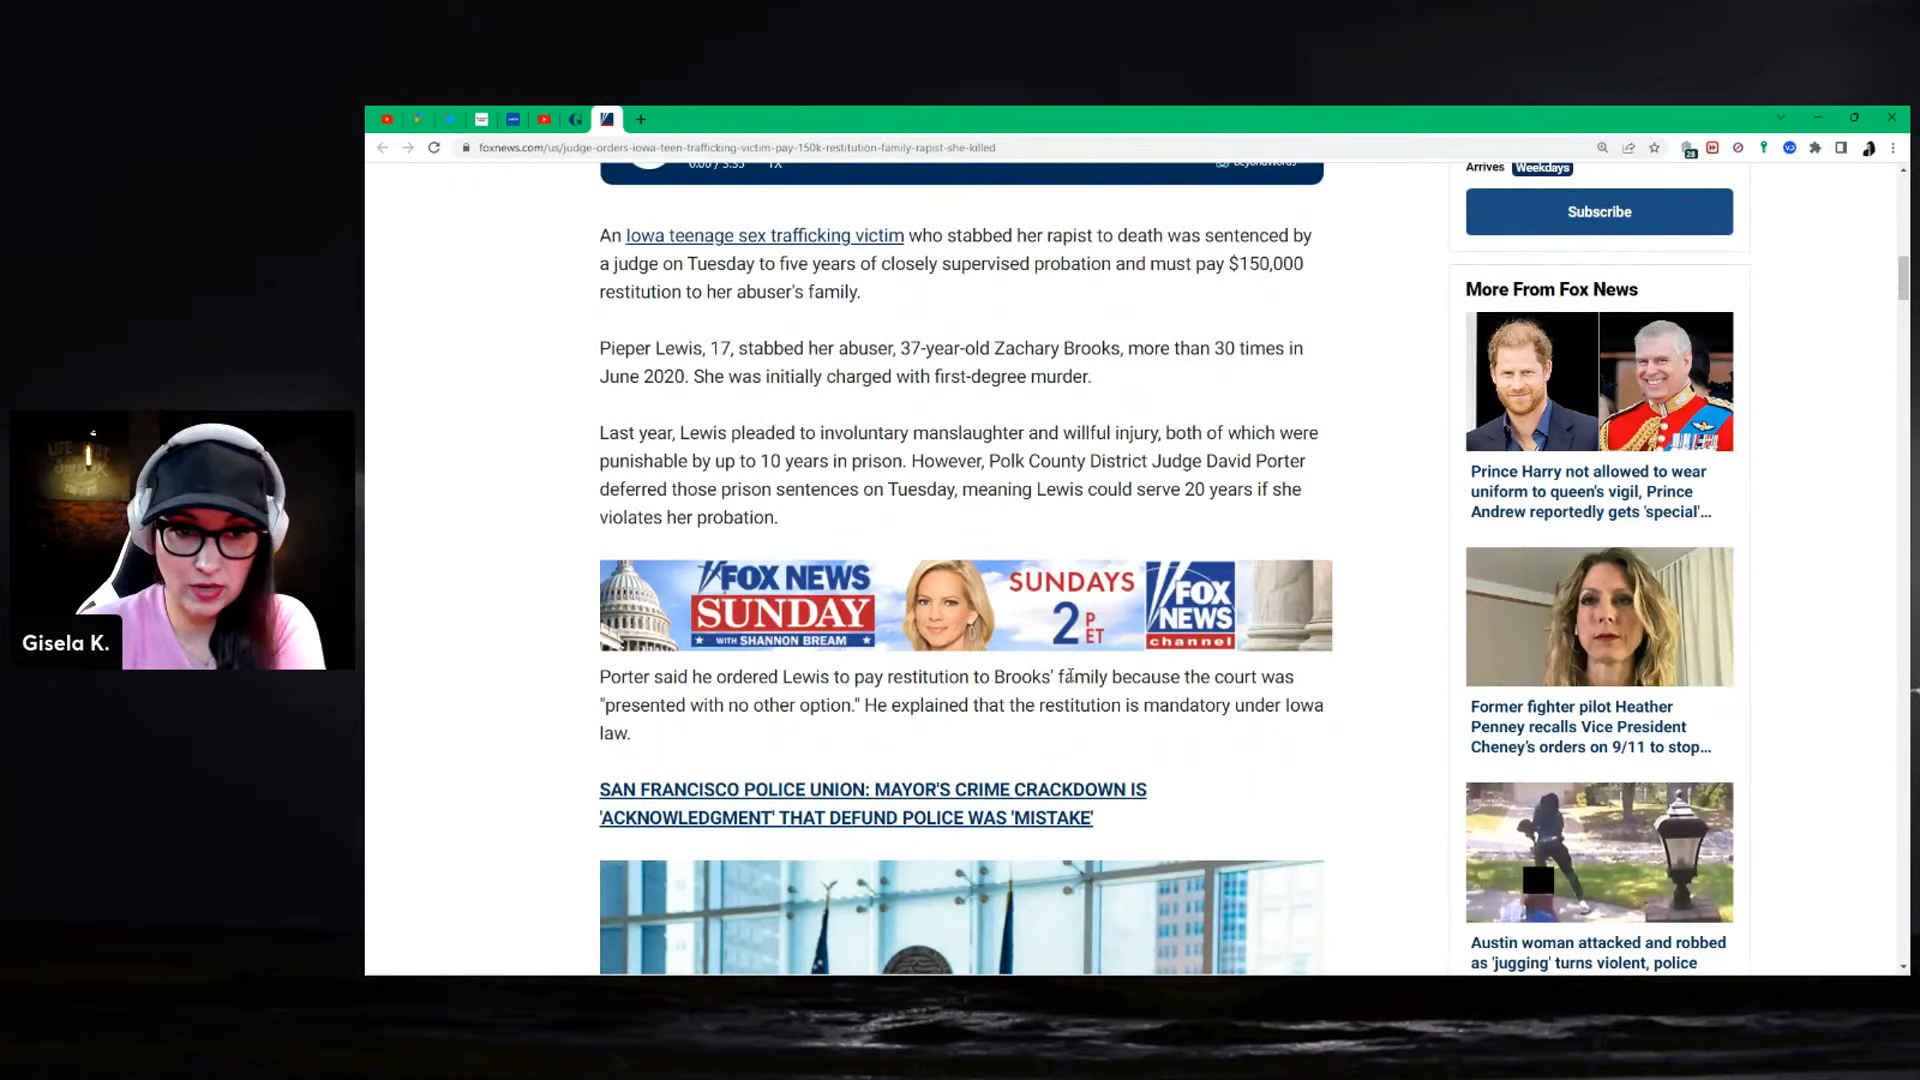 foxnews.com/us/judge-orders-iowa-teen-trafficking-victim-pay-150k-restitution-family-rapist-she-killed
0:00 / 3:35 1X
BeyondWords
An Iowa teenage sex trafficking victim who stabbed her rapist to death was sentenced by
a judge on Tuesday to five years of closely supervised probation and must pay $150,000
restitution to her abuser's family.
Pieper Lewis, 17, stabbed her abuser, 37-year-old Zachary Brooks, more than 30 times in
June 2020. She was initially charged with first-degree murder.
Last year, Lewis pleaded to involuntary manslaughter and willful injury, both of which were
punishable by up to 10 years in prison. However, Polk County District Judge David Porter
deferred those prison sentences on Tuesday, meaning Lewis could serve 20 years if she
violates her probation.
FOX NEWS
SUNDAY
WITH SHANNON BREAM
SUNDAYS
2 P ET
FOX
NEWS
channel
Porter said he ordered Lewis to pay restitution to Brooks' family because the court was
"presented with no other option." He explained that the restitution is mandatory under Iowa
law.
SAN FRANCISCO POLICE UNION: MAYOR'S CRIME CRACKDOWN IS
'ACKNOWLEDGMENT' THAT DEFUND POLICE WAS 'MISTAKE'
Arrives Weekdays
Subscribe
More From Fox News
Prince Harry not allowed to wear
uniform to queen's vigil, Prince
Andrew reportedly gets 'special'...
Former fighter pilot Heather
Penney recalls Vice President
Cheney's orders on 9/11 to stop...
Austin woman attacked and robbed
as 'jugging' turns violent, police
Gisela K.